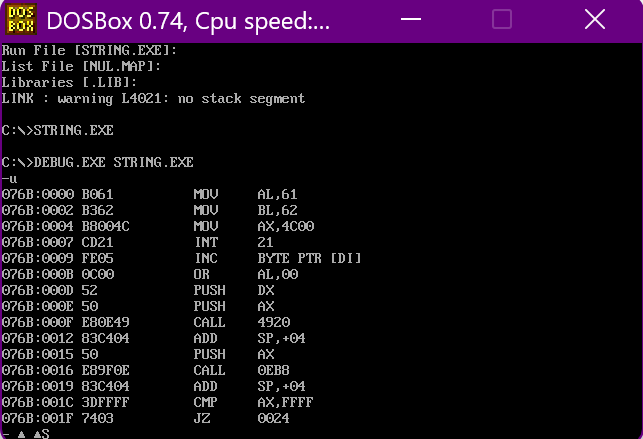 DOS
BOX
DOSBox 0.74, Cpu speed:...
Run File [STRING.EXE]:
List File [NUL.MAP]:
Libraries [.LIB]:
LINK : warning L4021: no stack segment
C:\>STRING.EXE
C:\>DEBUG.EXE STRING.EXE
-u
076B:0000 B061 MOV AL,61
076B:0002 B362 MOV BL,62
076B:0004 B8004C MOV AX,4C00
076B:0007 CD21 INT 21
076B:0009 FE05 INC BYTE PTR [DI]
076B:000B 0C00 OR AL,00
076B:000D 52 PUSH DX
076B:000E 50 PUSH AX
076B:000F E80E49 CALL 4920
076B:0012 83C404 ADD SP,+04
076B:0015 50 PUSH AX
076B:0016 E89F0E CALL 0EB8
076B:0019 83C404 ADD SP,+04
076B:001C 3DFFFF CMP AX,FFFF
076B:001F 7403 JZ 0024
- ▲ ▲S